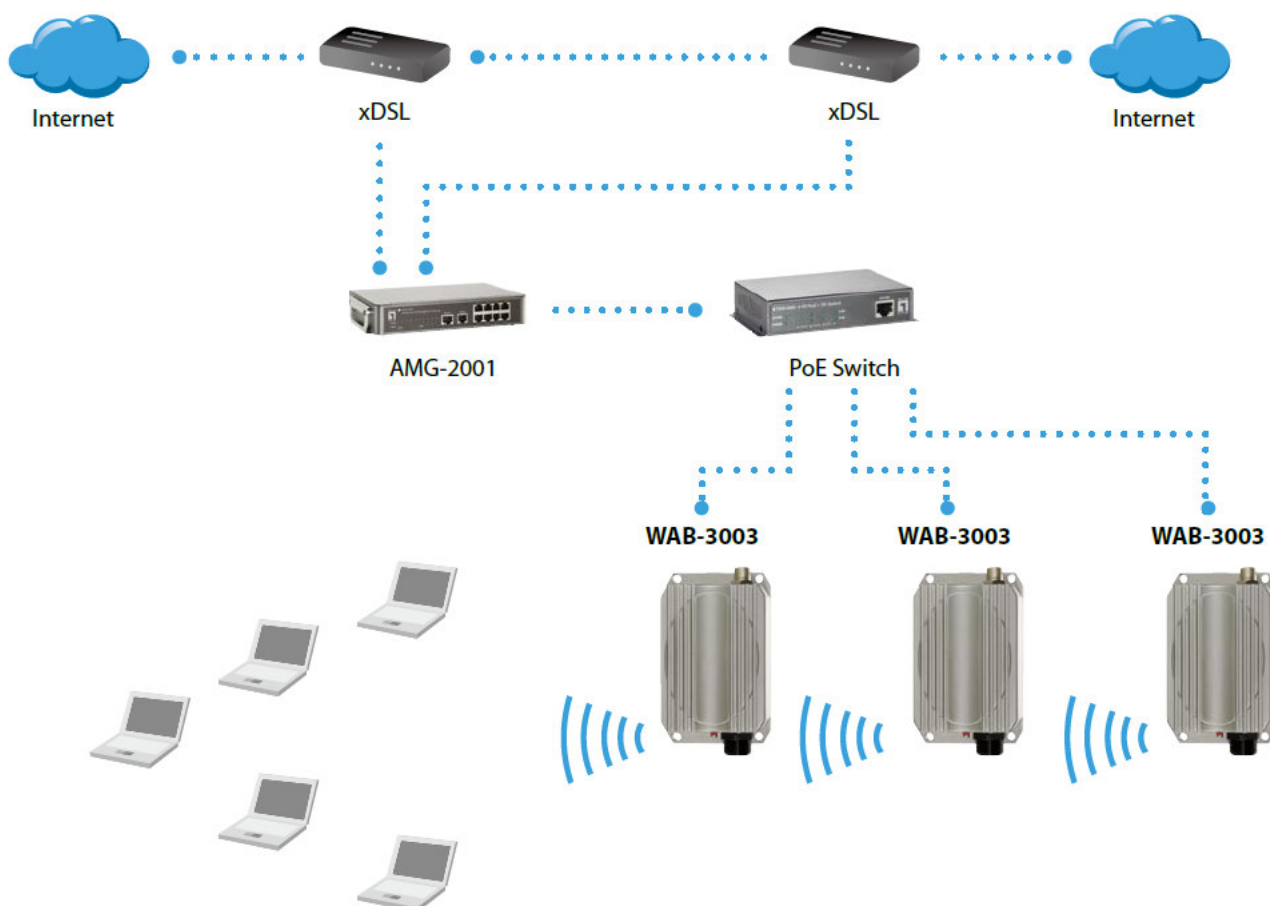 Internet
xDSL
xDSL
Internet
AMG-2001
PoE Switch
WAB-3003
WAB-3003
WAB-3003